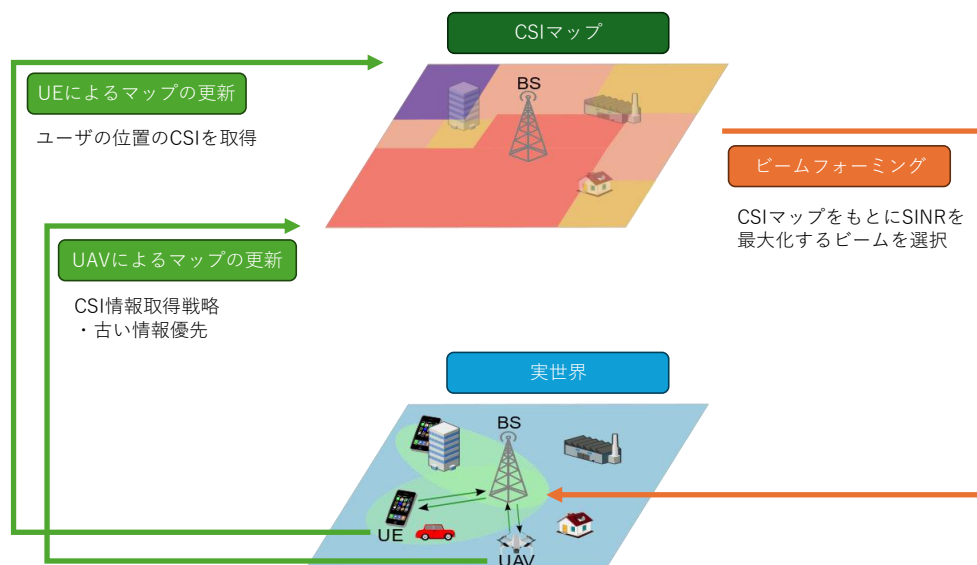 CSIマップ
UEによるマップの更新
ユーザの位置のCSIを取得
BS
ビームフォーミング
CSIマップをもとにSINRを
最大化するビームを選択
UAVによるマップの更新
CSI情報取得戦略
・古い情報優先
実世界
BS
UE
UAV